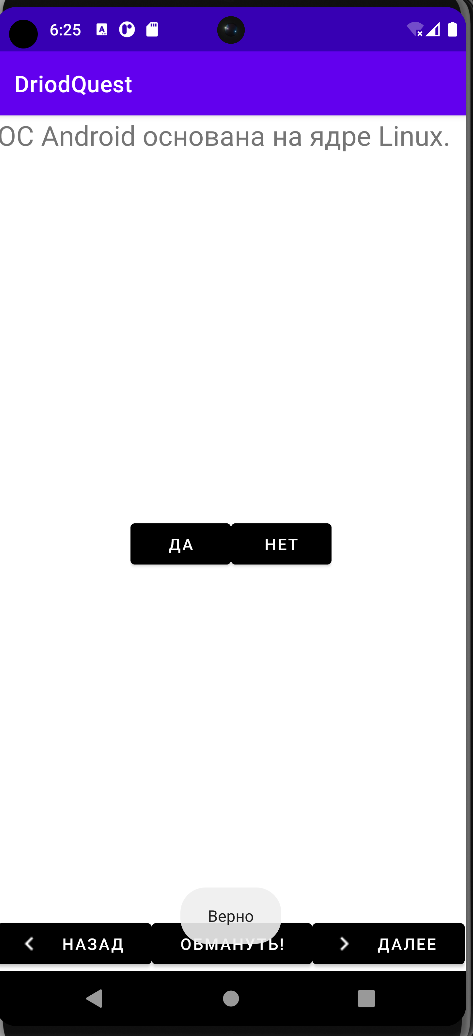 6:25
DriodQuest
ОС Android основана на ядре Linux.
ДА
НЕТ
Верно
НАЗАД
ОБМАНУТЬ!
ДАЛЕЕ